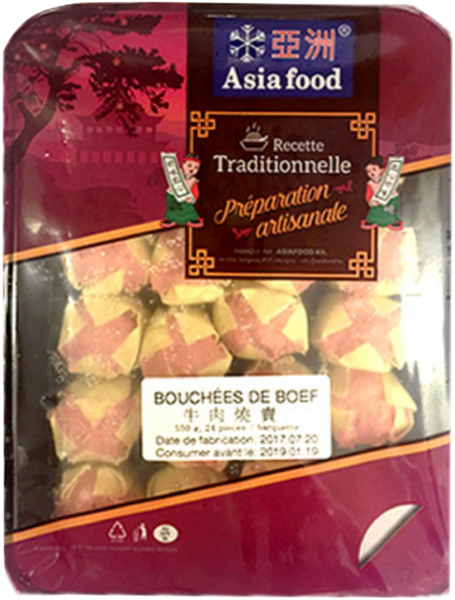 亞洲®
Asia food
Recette
Traditionnelle
Préparation
artisanale
ASIAFOOD
BOUCHÉES DE BOEF
牛肉燒賣
550 g, 24 pièces / barquette
Date de fabrication: 2017.07.20
Consumer avant le: 2019.01.19